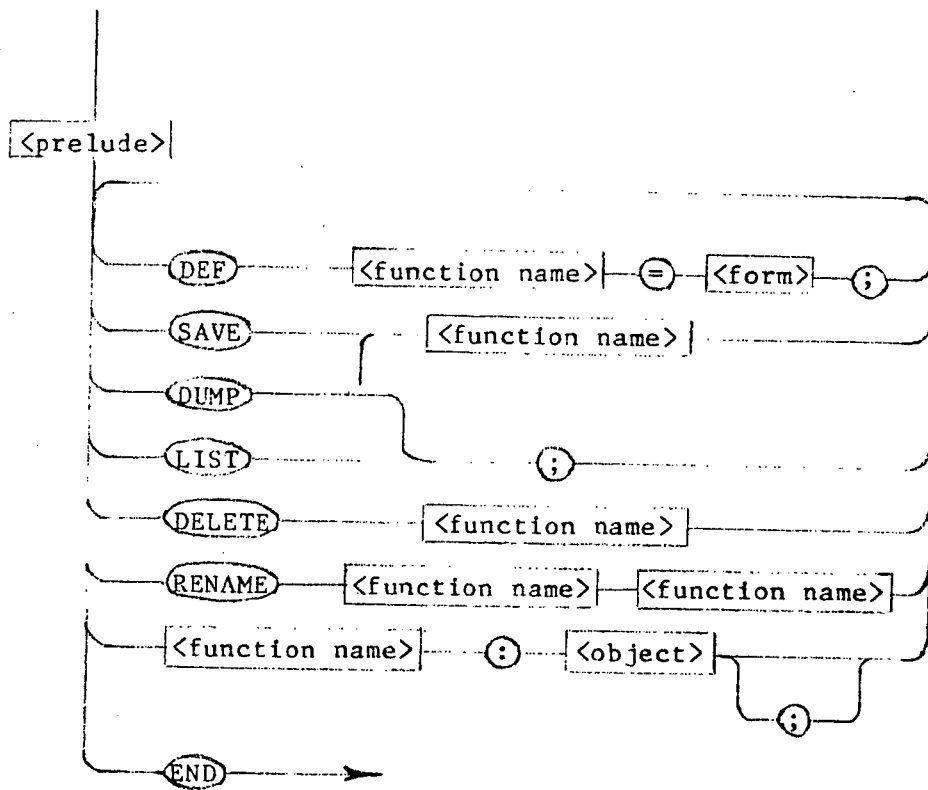 <prelude>
DEF <function name> = <form> ;
SAVE <function name>
DUMP
LIST ;
DELETE <function name>
RENAME <function name> <function name>
<function name> : <object>
;
END